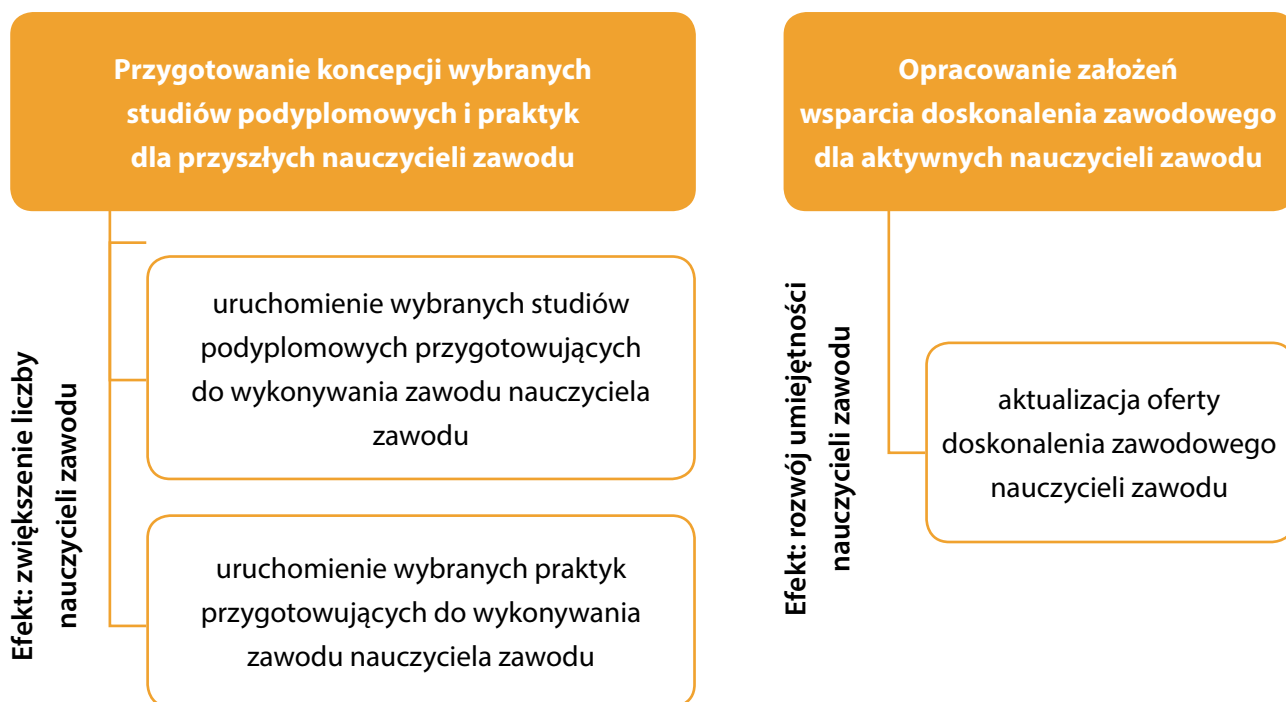 Przygotowanie koncepcji wybranych
studiów podyplomowych i praktyk
dla przyszłych nauczycieli zawodu
Efekt: zwiększenie liczby
nauczycieli zawodu
uruchomienie wybranych studiów
podyplomowych przygotowujących
do wykonywania zawodu nauczyciela
zawodu
uruchomienie wybranych praktyk
przygotowujących do wykonywania
zawodu nauczyciela zawodu
Opracowanie założeń
wsparcia doskonalenia zawodowego
dla aktywnych nauczycieli zawodu
Efekt: rozwój umiejętności
nauczycieli zawodu
aktualizacja oferty
doskonalenia zawodowego
nauczycieli zawodu